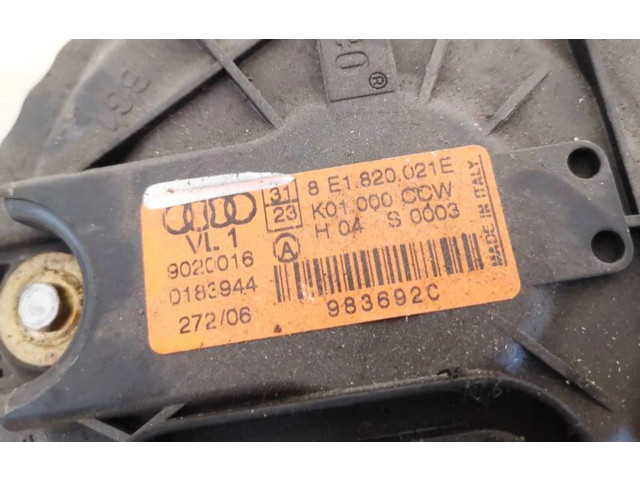 31
23
8 E1.820.021E
K01.000 CCW
H 04 S 0003
A
VL 1
9020016
0183944
272/06
983692C
MADE IN ITALY
®